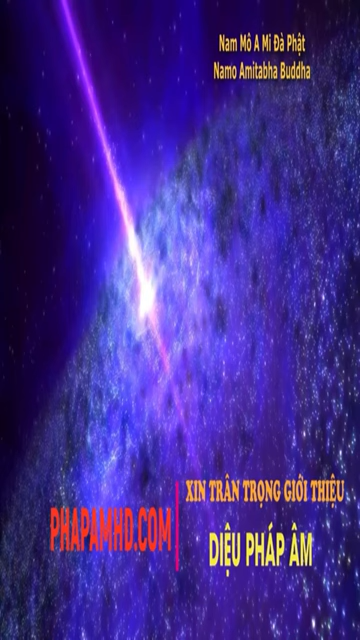 Nam Mô A Mi Đà Phật
Namo Amitabha Buddha
XIN TRÂN TRỌNG GIỚI THIỆU
PHAPAMHD.COM
DIỆU PHÁP ÂM